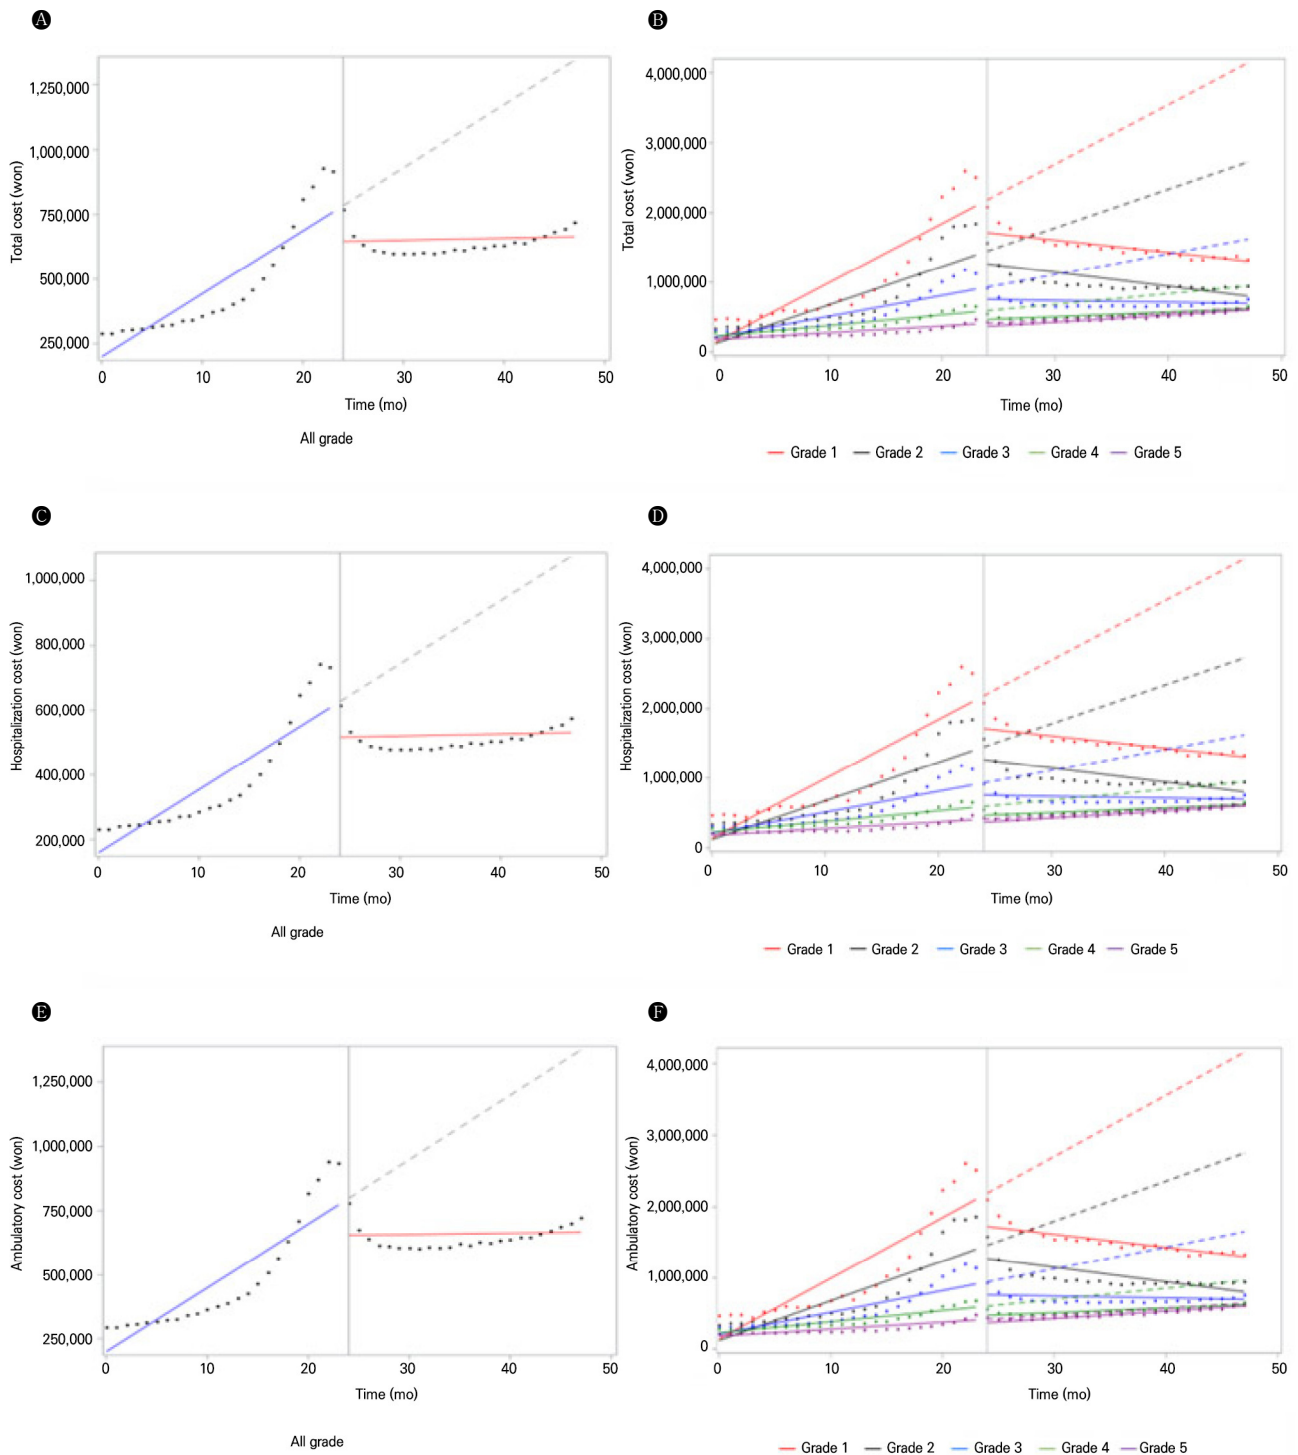 A
B
Total cost (won)
1,250,000
1,000,000
750,000
500,000
250,000
0 10 20 30 40 50
Time (mo)
All grade
Total cost (won)
4,000,000
3,000,000
2,000,000
1,000,000
0
0 10 20 30 40 50
Time (mo)
Grade 1 Grade 2 Grade 3 Grade 4 Grade 5
C
D
Hospitalization cost (won)
1,000,000
800,000
600,000
400,000
200,000
0 10 20 30 40 50
Time (mo)
All grade
Hospitalization cost (won)
4,000,000
3,000,000
2,000,000
1,000,000
0
0 10 20 30 40 50
Time (mo)
Grade 1 Grade 2 Grade 3 Grade 4 Grade 5
E
F
Ambulatory cost (won)
1,250,000
1,000,000
750,000
500,000
250,000
0 10 20 30 40 50
Time (mo)
All grade
Ambulatory cost (won)
4,000,000
3,000,000
2,000,000
1,000,000
0
0 10 20 30 40 50
Time (mo)
Grade 1 Grade 2 Grade 3 Grade 4 Grade 5